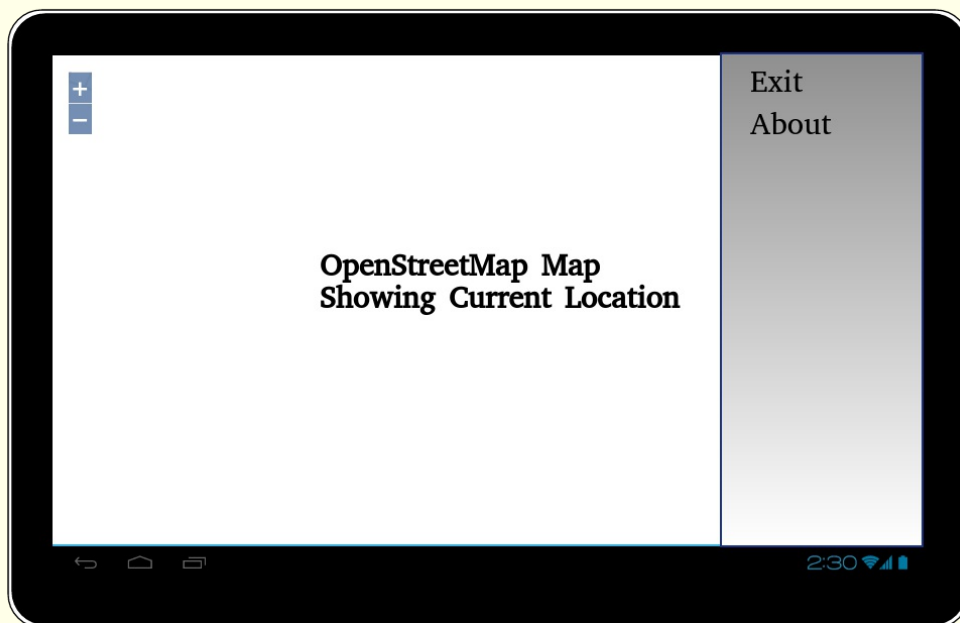 +
−
OpenStreetMap Map
Showing Current Location
Exit
About
2:30